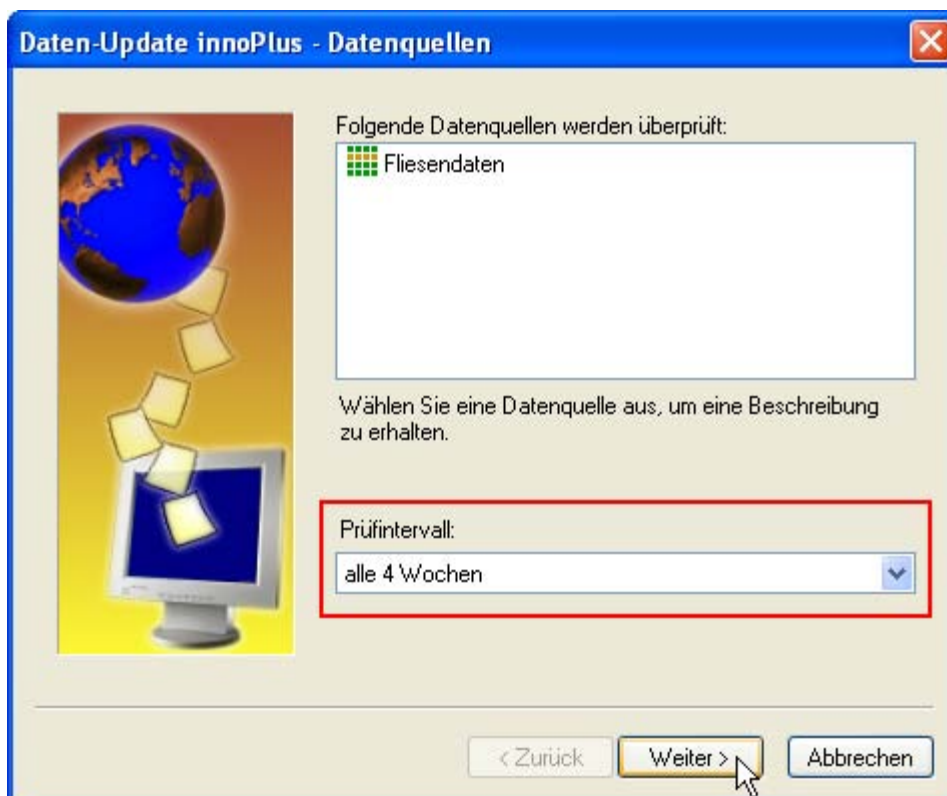 Daten-Update innoPlus - Datenquellen
Folgende Datenquellen werden überprüft:
Fliesendaten
Wählen Sie eine Datenquelle aus, um eine Beschreibung
zu erhalten.
Prüfintervall:
alle 4 Wochen
< Zurück
Weiter >
Abbrechen